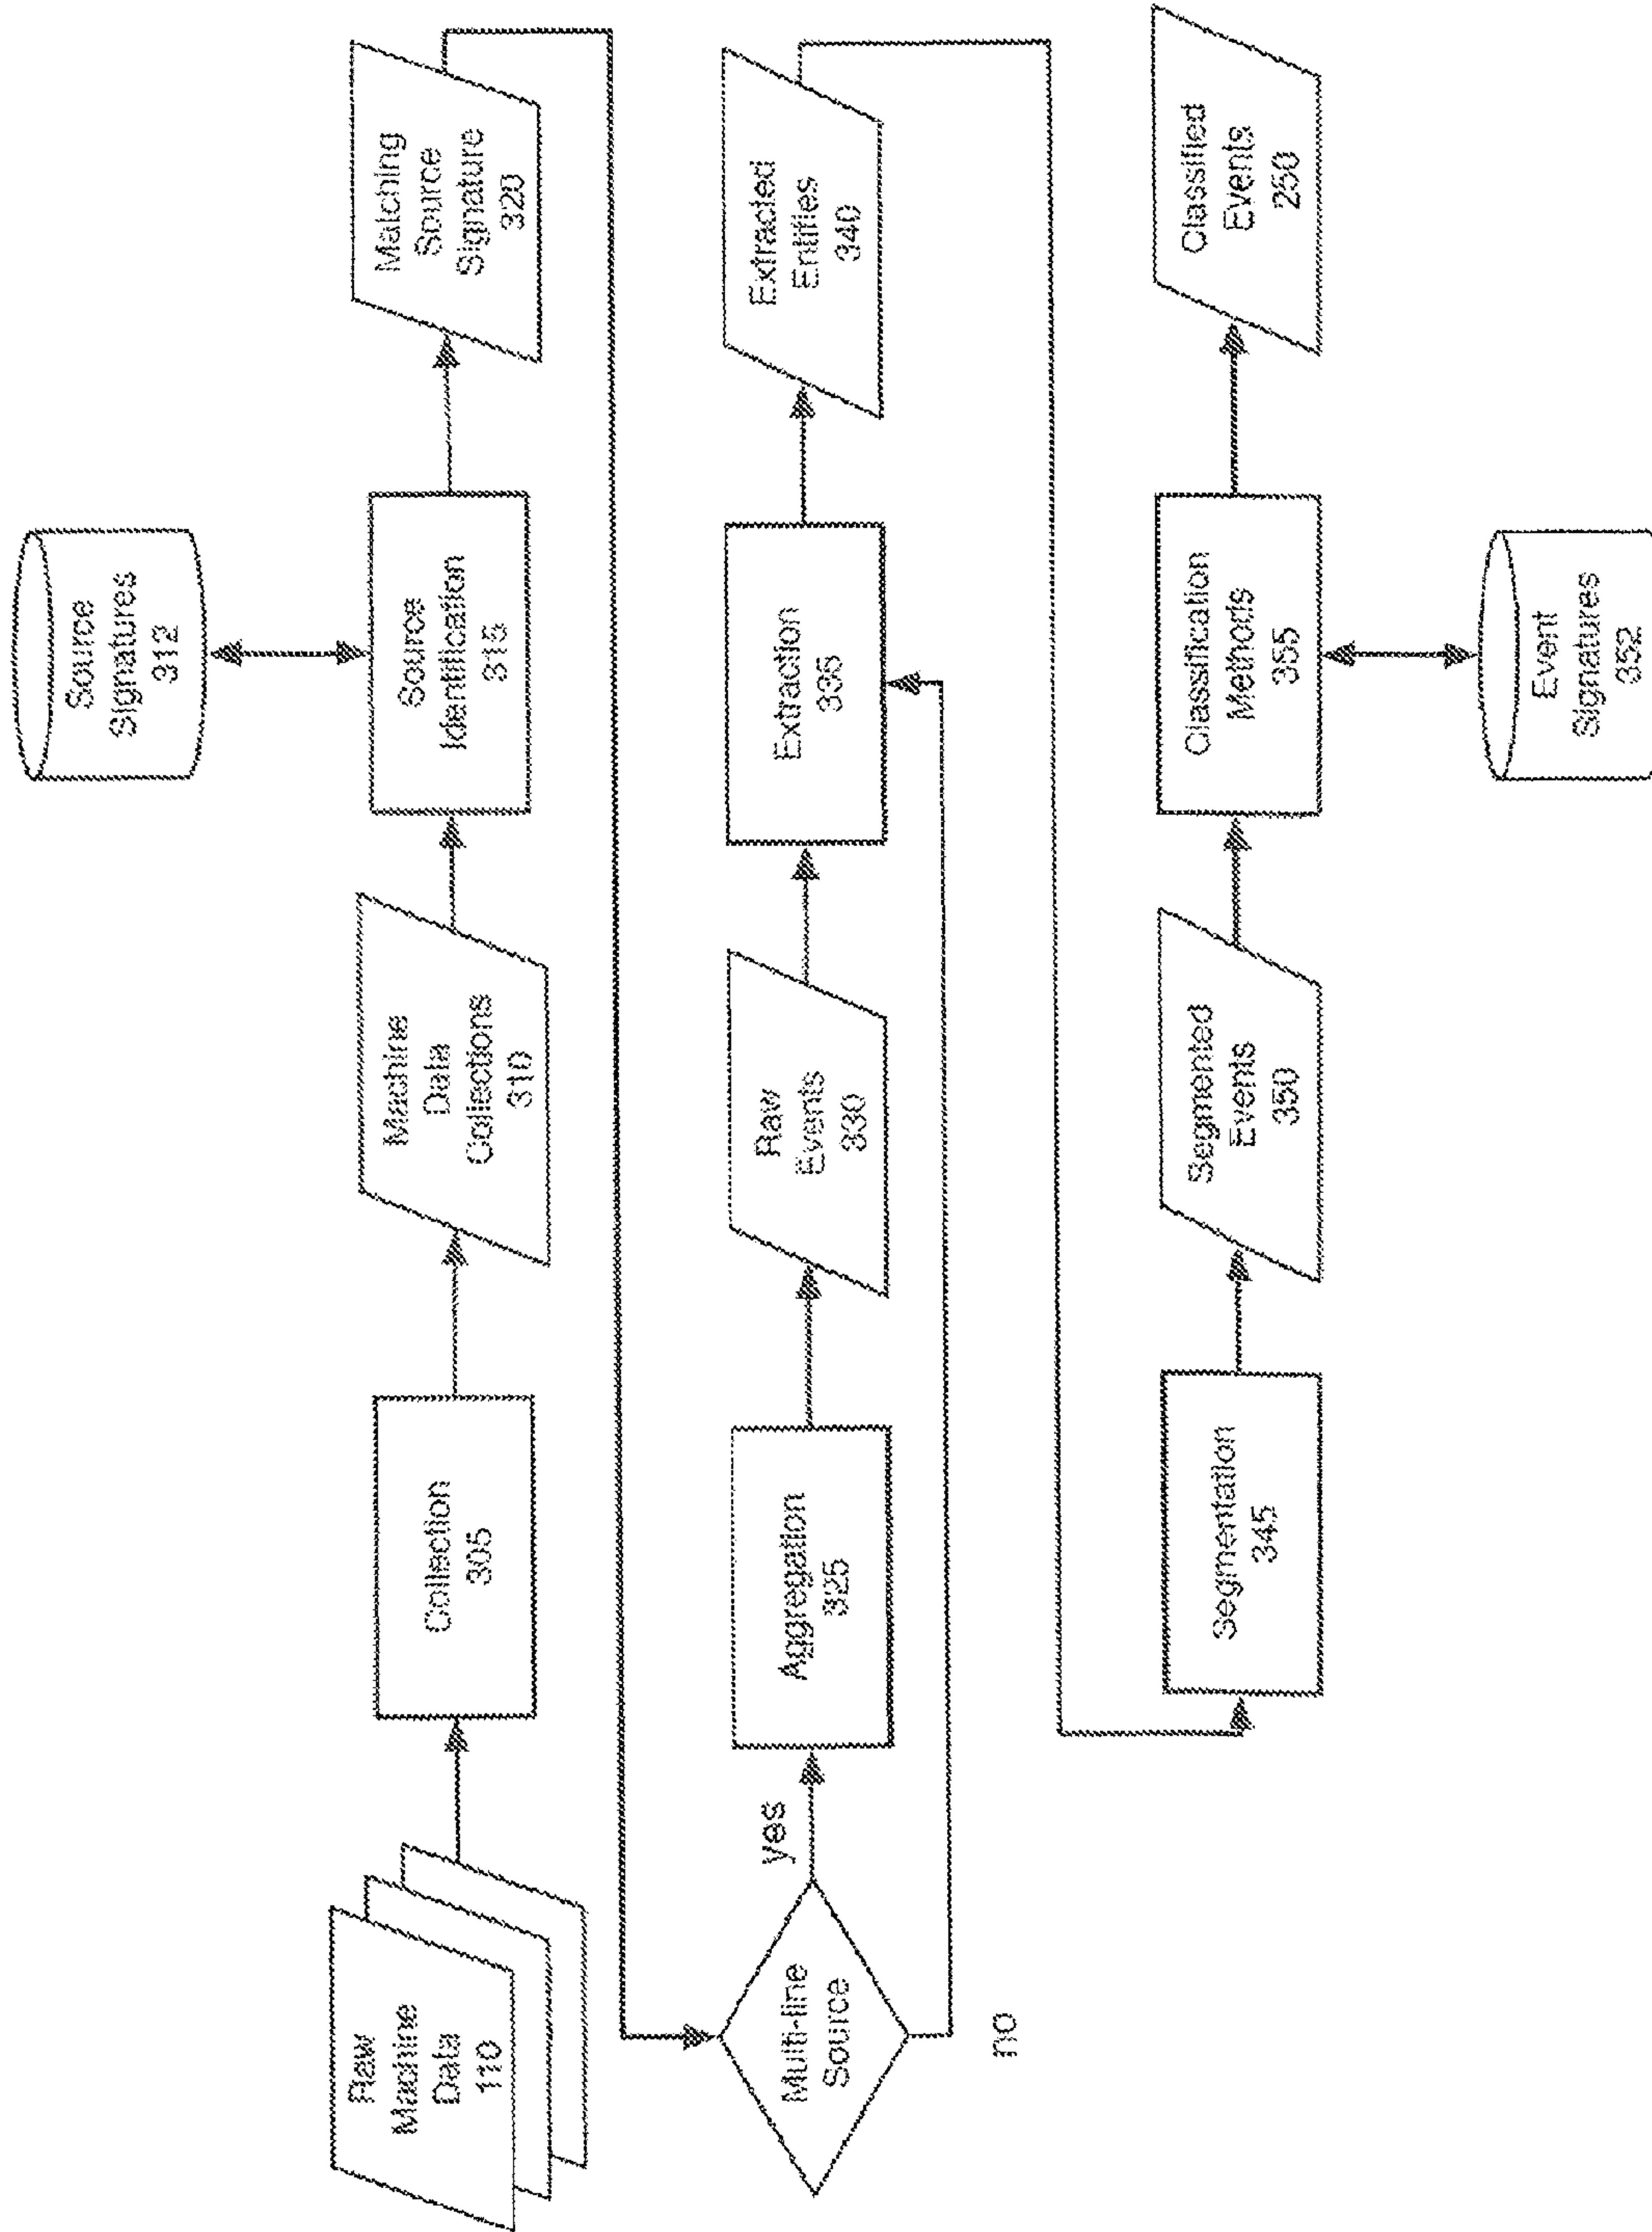 Source
Signatures
312
Raw
Machine
Data
110
Collection
305
Machine
Data
Collections
310
Source
Identification
315
Matching
Source
Signature
320
Multi-line
Source
yes
no
Aggregation
325
Raw
Events
330
Extraction
335
Extracted
Entities
340
Segmentation
345
Segmented
Events
350
Classification
Methods
355
Classified
Events
250
Event
Signatures
352